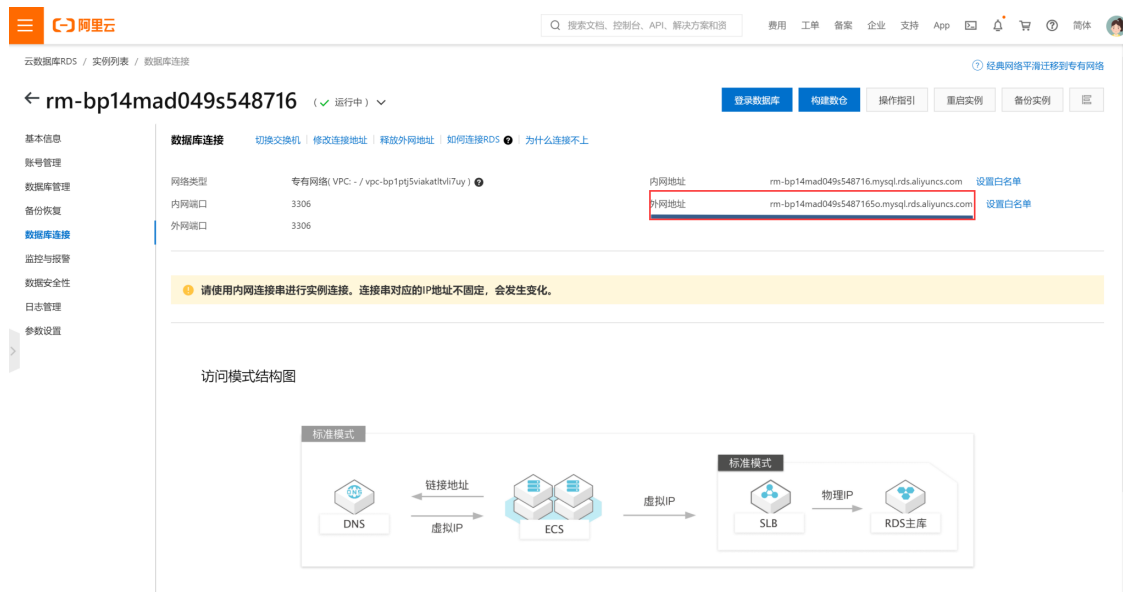 阿里云
搜索文档、控制台、API、解决方案和资
费用 工单 备案 企业 支持 App 简体
云数据库RDS / 实例列表 / 数据库连接
经典网络平滑迁移到专有网络
rm-bp14mad049s548716 (运行中)
登录数据库 构建数仓 操作指引 重启实例 备份实例
基本信息
账号管理
数据库管理
备份恢复
数据库连接
监控与报警
数据安全性
日志管理
参数设置
数据库连接 切换交换机 修改连接地址 释放外网地址 如何连接RDS 为什么连接不上
网络类型 专有网络( VPC: - / vpc-bp1ptj5viakatltvli7uy )
内网地址 rm-bp14mad049s548716.mysql.rds.aliyuncs.com 设置白名单
内网端口 3306
外网地址 rm-bp14mad049s5487165o.mysql.rds.aliyuncs.com 设置白名单
外网端口 3306
请使用内网连接串进行实例连接。连接串对应的IP地址不固定，会发生变化。
访问模式结构图
标准模式
标准模式
DNS
链接地址
虚拟IP
ECS
虚拟IP
SLB
物理IP
RDS主库
DNS